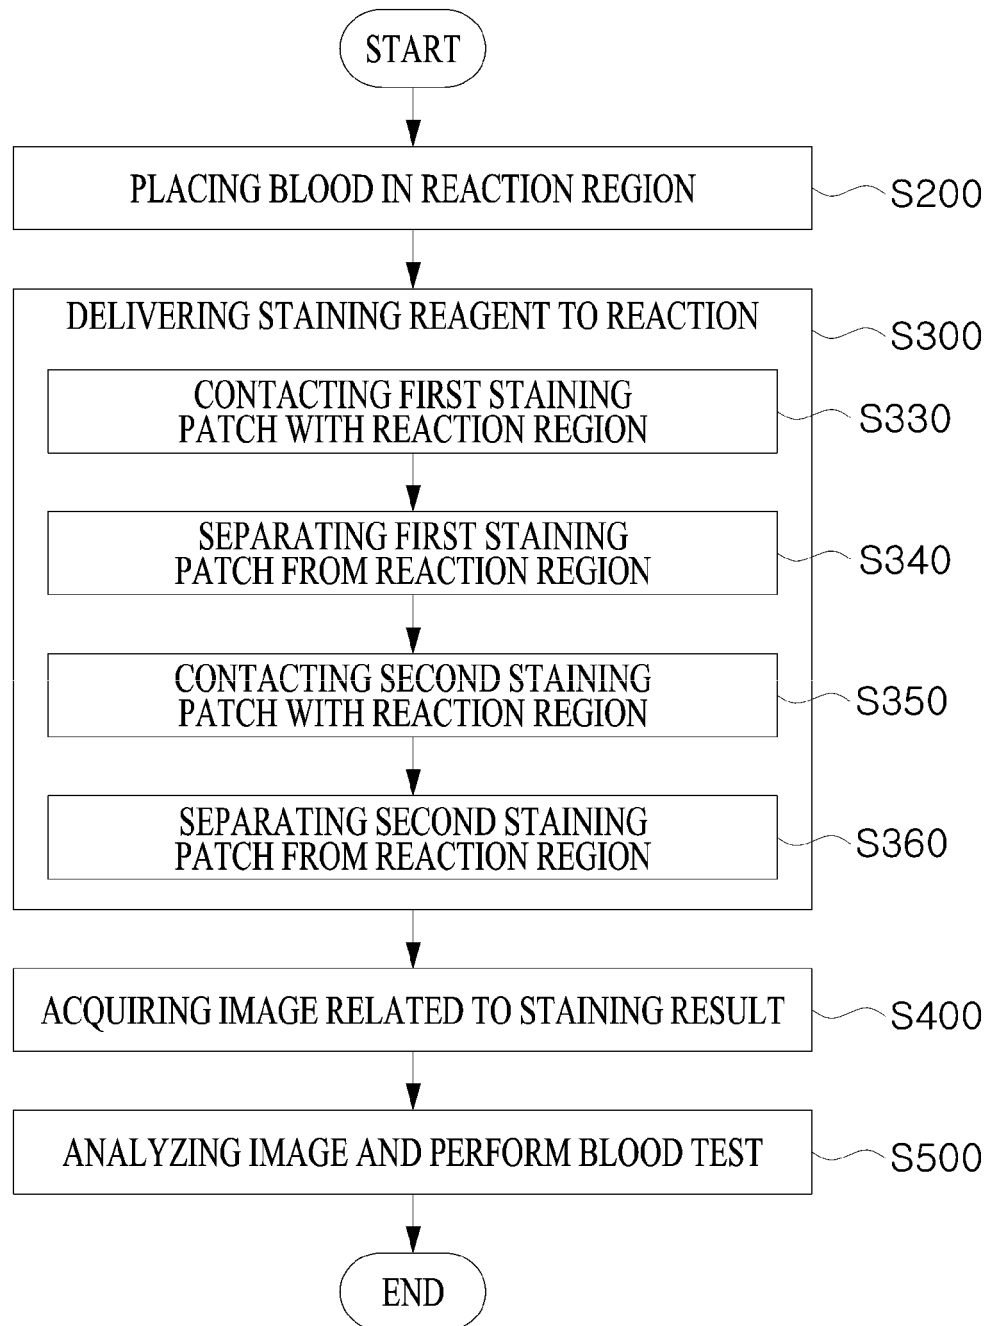 START
PLACING BLOOD IN REACTION REGION
S200
DELIVERING STAINING REAGENT TO REACTION
S300
CONTACTING FIRST STAINING
PATCH WITH REACTION REGION
S330
SEPARATING FIRST STAINING
PATCH FROM REACTION REGION
S340
CONTACTING SECOND STAINING
PATCH WITH REACTION REGION
S350
SEPARATING SECOND STAINING
PATCH FROM REACTION REGION
S360
ACQUIRING IMAGE RELATED TO STAINING RESULT
S400
ANALYZING IMAGE AND PERFORM BLOOD TEST
S500
END